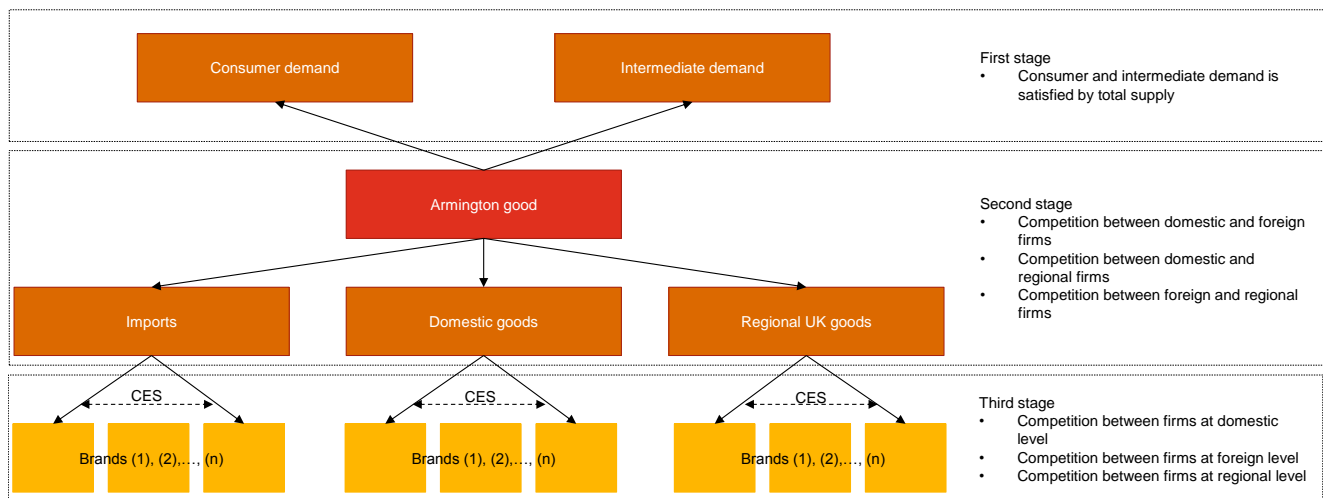 Consumer demand
Intermediate demand
First stage
• Consumer and intermediate demand is
satisfied by total supply
Armington good
Second stage
• Competition between domestic and foreign
firms
• Competition between domestic and
regional firms
• Competition between foreign and regional
firms
Imports
Domestic goods
Regional UK goods
CES
CES
CES
Third stage
• Competition between firms at domestic
level
• Competition between firms at foreign level
• Competition between firms at regional level
Brands (1), (2),…, (n)
Brands (1), (2),…, (n)
Brands (1), (2),…, (n)